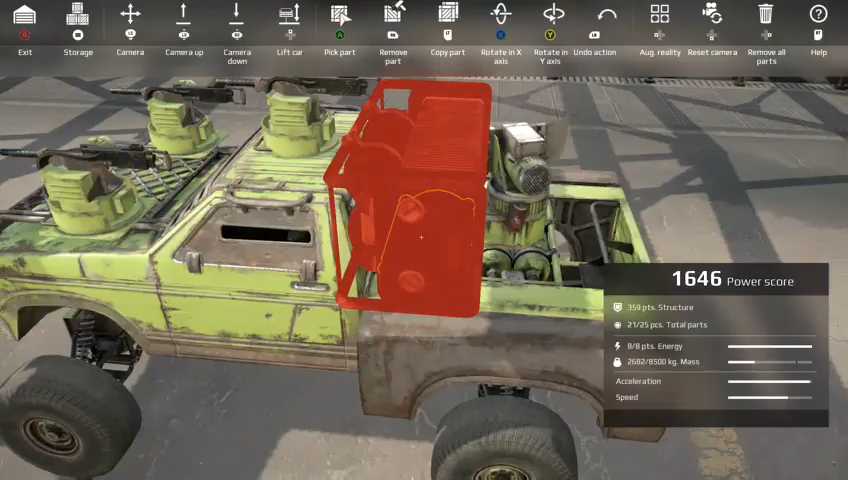 Exit
Storage
Camera
Camera up
Camera down
Lift car
Pick part
Remove part
Copy part
Rotate in X axis
Rotate in Y axis
Undo action
Aug. reality
Reset camera
Remove all parts
Help
1646 Power score
359 pts. Structure
21/25 pcs. Total parts
8/8 pts. Energy
2682/8500 kg. Mass
Acceleration
Speed